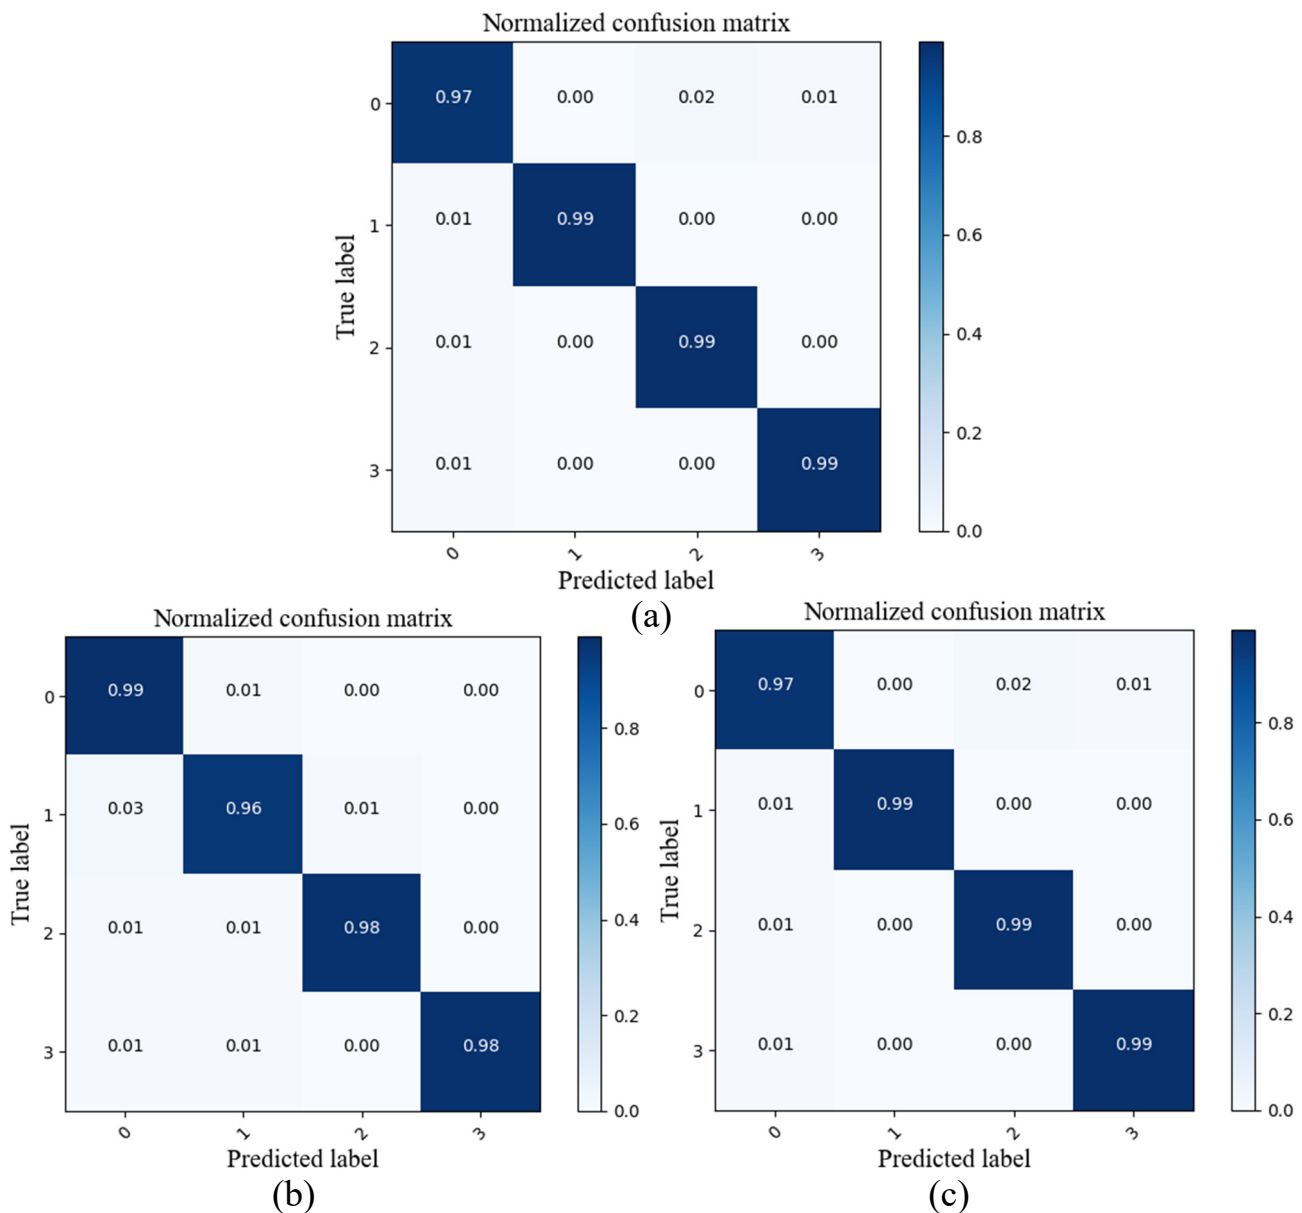 Normalized confusion matrix
0 0.97 0.00 0.02 0.01
0.8
1 0.01 0.99 0.00 0.00
0.6
True label
2 0.01 0.00 0.99 0.00
0.4
0.2
3 0.01 0.00 0.00 0.99
0.0
0 1 2 3
Predicted label
(a)
Normalized confusion matrix
0 0.99 0.01 0.00 0.00
0.8
1 0.03 0.96 0.01 0.00
0.6
True label
2 0.01 0.01 0.98 0.00
0.4
0.2
3 0.01 0.01 0.00 0.98
0.0
0 1 2 3
Predicted label
(b)
Normalized confusion matrix
0 0.97 0.00 0.02 0.01
0.8
1 0.01 0.99 0.00 0.00
0.6
True label
2 0.01 0.00 0.99 0.00
0.4
0.2
3 0.01 0.00 0.00 0.99
0.0
0 1 2 3
Predicted label
(c)